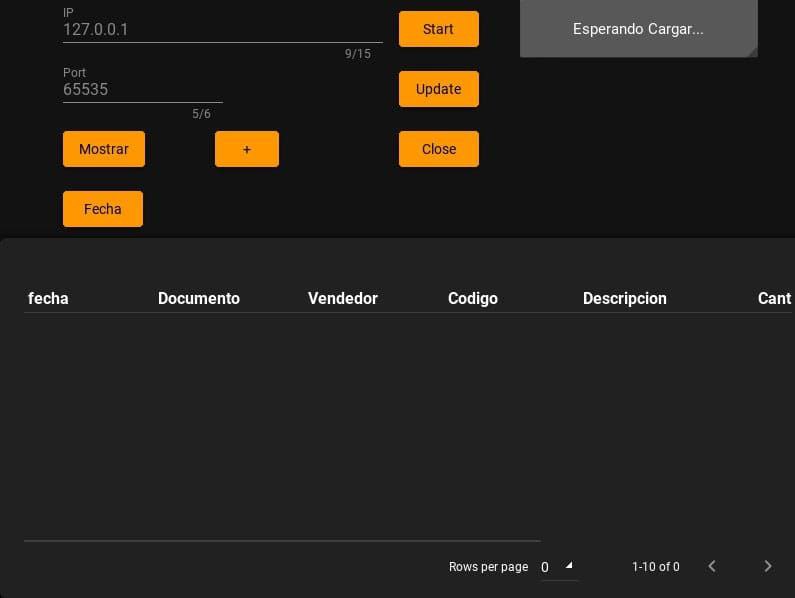 IP
127.0.0.1
Start
Esperando Cargar...
9/15
Port
65535
Update
5/6
Mostrar
+
Close
Fecha
fecha Documento Vendedor Codigo Descripcion Cant
Rows per page 0 1-10 of 0